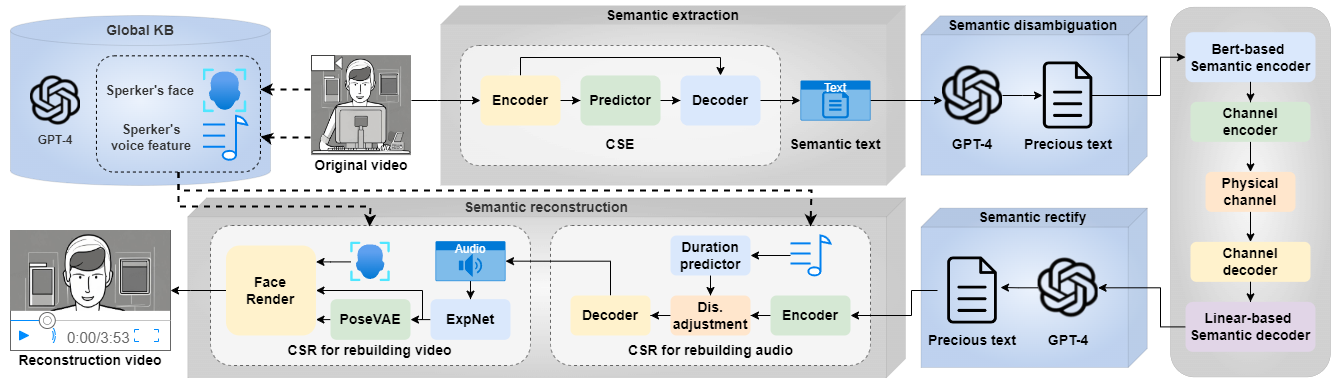 Global KB
GPT-4
Sperker's face
Sperker's
voice feature
Original video
Semantic extraction
Encoder
Predictor
Decoder
CSE
Text
Semantic text
Semantic disambiguation
GPT-4
Precious text
Bert-based
Semantic encoder
Channel
encoder
Physical
channel
Channel
decoder
Linear-based
Semantic decoder
Semantic rectify
Precious text
GPT-4
Semantic reconstruction
Duration
predictor
Decoder
Dis.
adjustment
Encoder
CSR for rebuilding audio
Audio
Face
Render
PoseVAE
ExpNet
CSR for rebuilding video
0:00/3:53
Reconstruction video